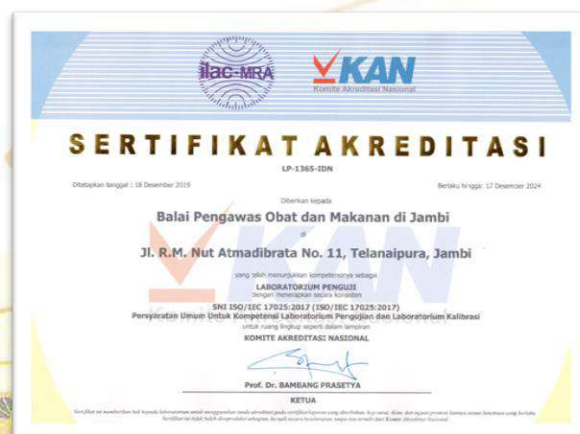 ilac-MRA
KAN
Komite Akreditasi Nasional
SERTIFIKAT AKREDITASI
LP-1365-IDN
Ditetapkan tanggal : 18 Desember 2019
Berlaku hingga: 17 Desember 2024
Diberikan kepada
Balai Pengawas Obat dan Makanan di Jambi
di
Jl. R.M. Nut Atmadibrata No. 11, Telanaipura, Jambi
yang telah menunjukkan kompetensinya sebagai
LABORATORIUM PENGUJI
dengan menerapkan secara konsisten
SNI ISO/IEC 17025:2017 (ISO/IEC 17025:2017)
Persyaratan Umum Untuk Kompetensi Laboratorium Pengujian dan Laboratorium Kalibrasi
untuk ruang lingkup seperti dalam lampiran
KOMITE AKREDITASI NASIONAL
Prof. Dr. BAMBANG PRASETYA
KETUA